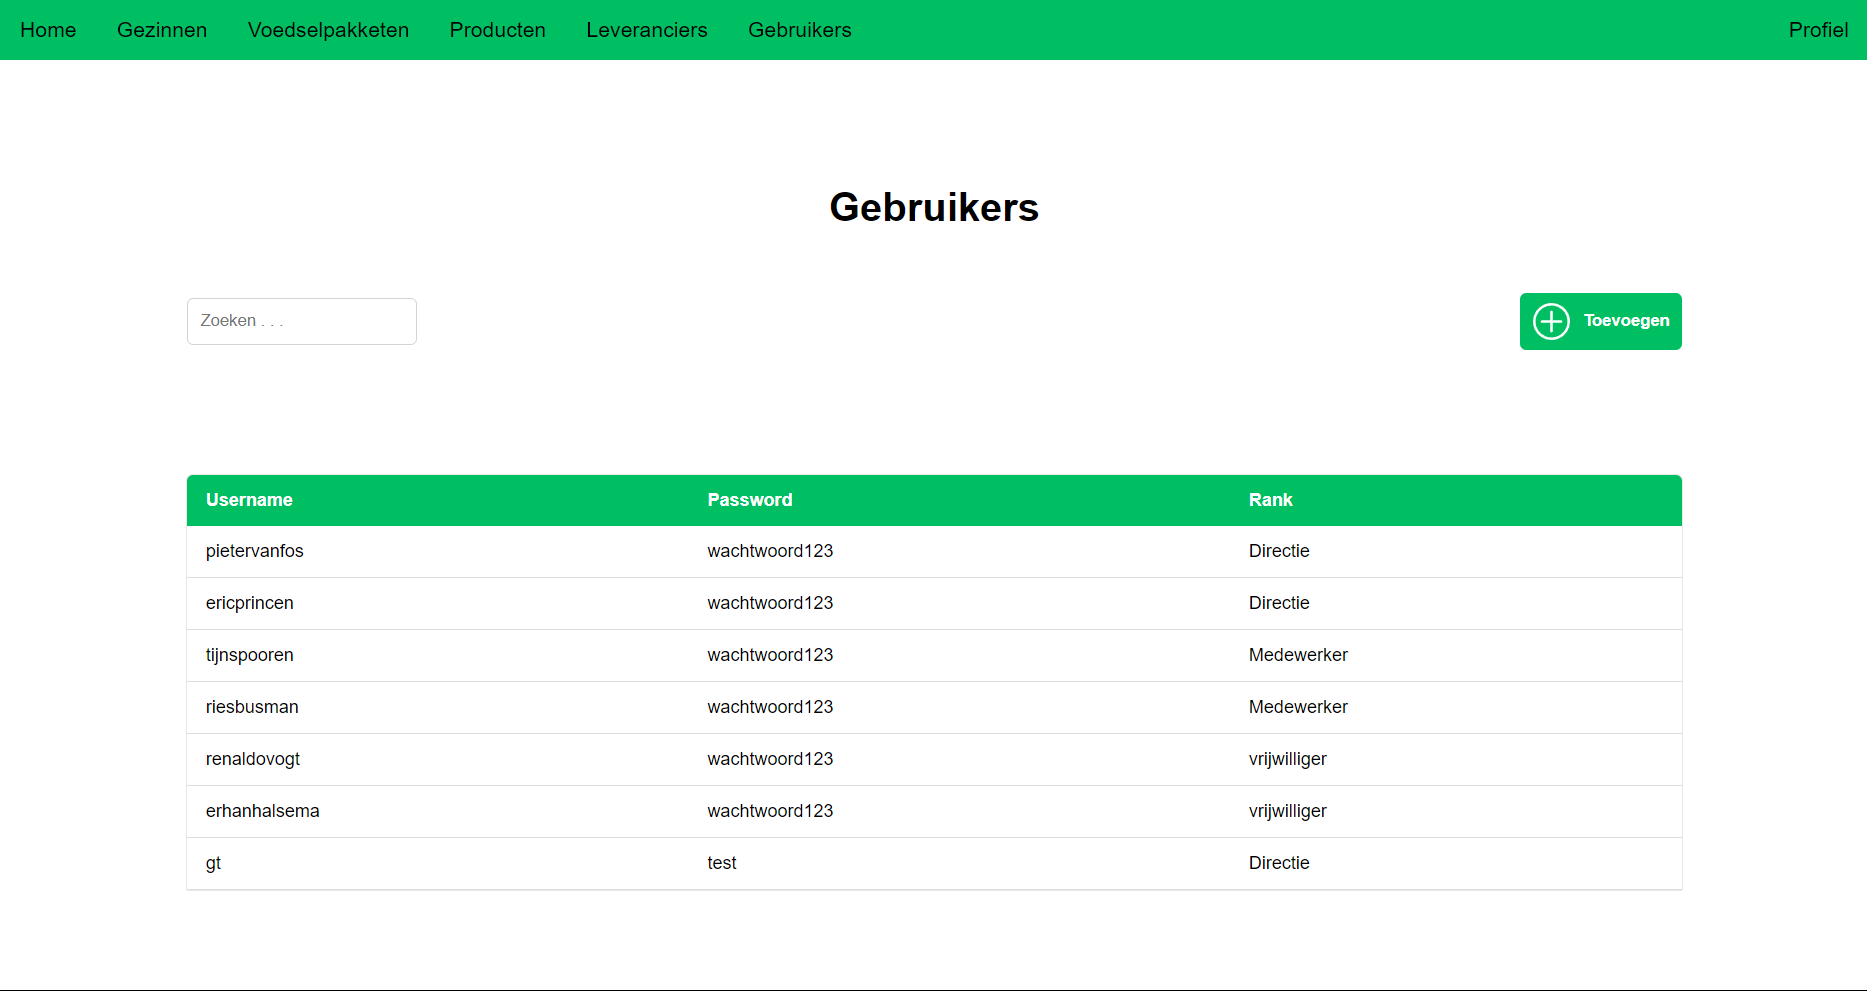 Home Gezinnen Voedselpakketen Producten Leveranciers Gebruikers Profiel
Gebruikers
Zoeken . . .
Toevoegen
Username Password Rank
pietervanfos wachtwoord123 Directie
ericprincen wachtwoord123 Directie
tijnspooren wachtwoord123 Medewerker
riesbusman wachtwoord123 Medewerker
renaldovogt wachtwoord123 vrijwilliger
erhanhalsema wachtwoord123 vrijwilliger
gt test Directie